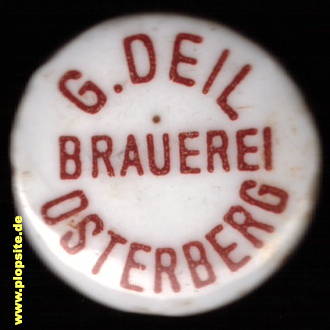 G. DEIL
BRAUEREI
OSTERBERG
www.plopsite.de